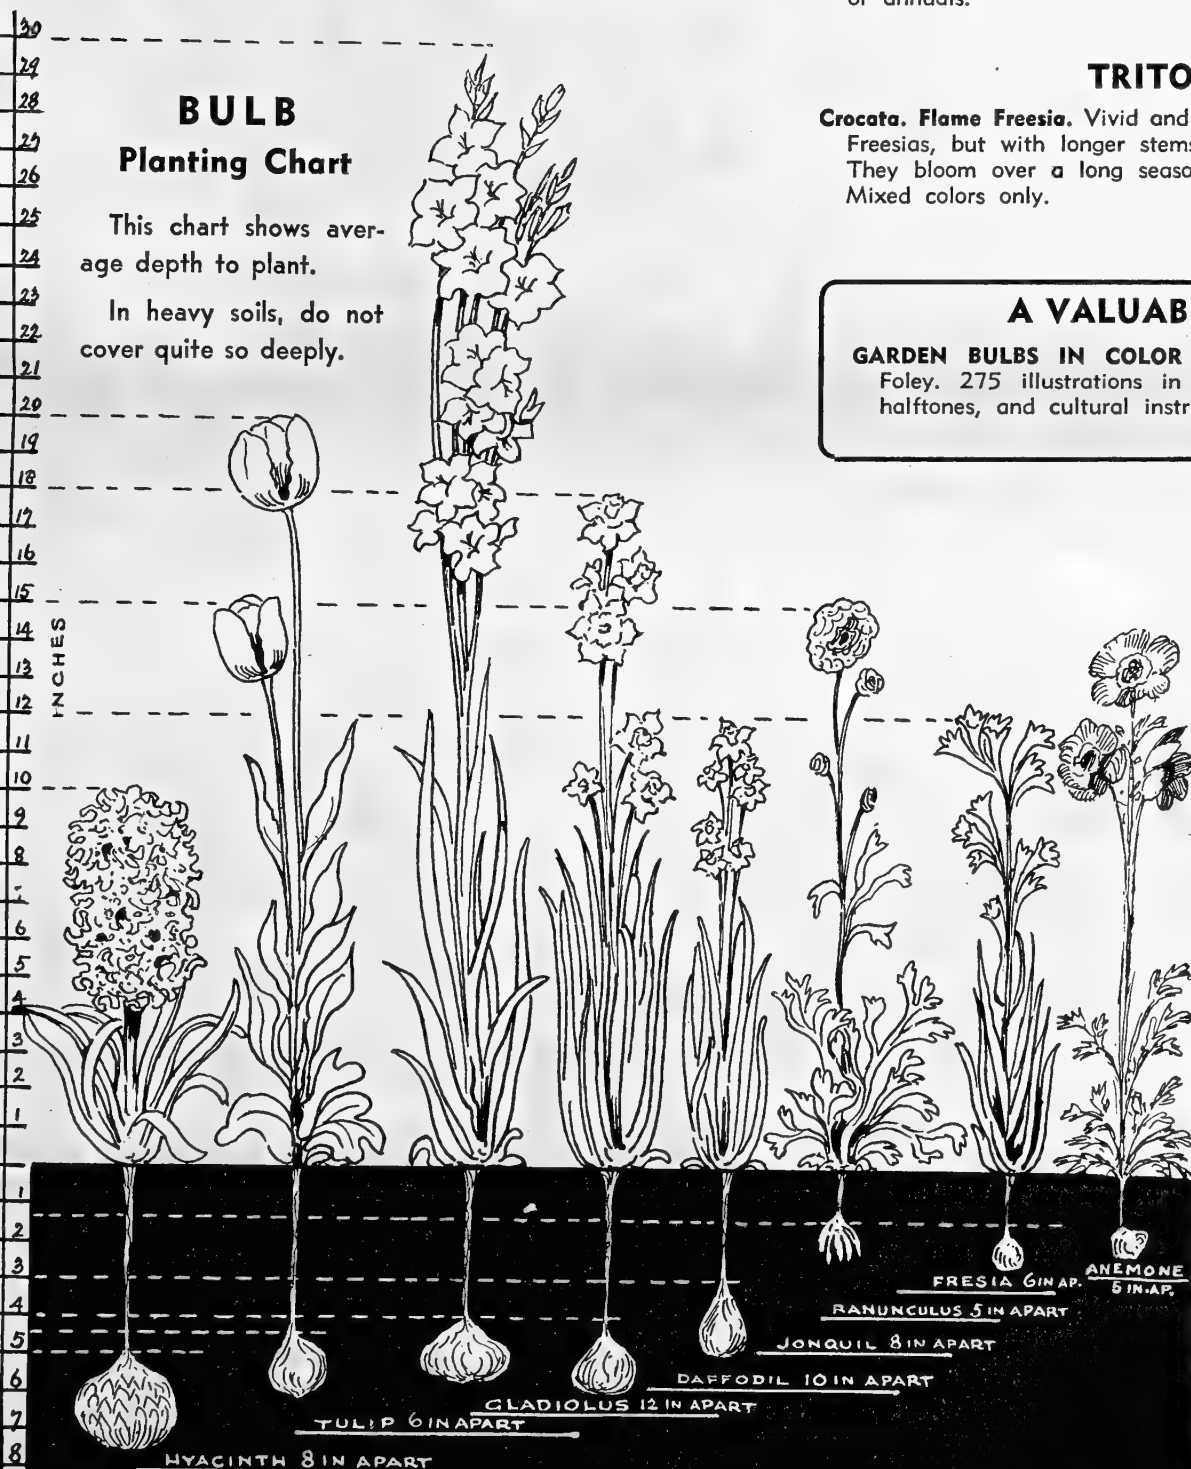 of annuals.
TRITO
Crocata. Flame Freesia. Vivid and
Freesias, but with longer stems
They bloom over a long seaso
Mixed colors only.
A VALUAB
GARDEN BULBS IN COLOR
Foley. 275 illustrations in
halftones, and cultural instr
BULB
Planting Chart
This chart shows aver-
age depth to plant.
In heavy soils, do not
cover quite so deeply.
30
29
28
27
26
25
24
23
22
21
20
19
18
17
16
15
14
13
12
11
10
9
8
6
5
4
3
2
1
INCHES
1
2
3
4
5
6
7
8
FRESIA 6 IN AP.
ANEMONE
5 IN. AP.
RANUNCULUS 5 IN APART
JONQUIL 8 IN APART
DAFFODIL 10 IN APART
GLADIOLUS 12 IN APART
TULIP 6 IN APART
HYACINTH 8 IN APART